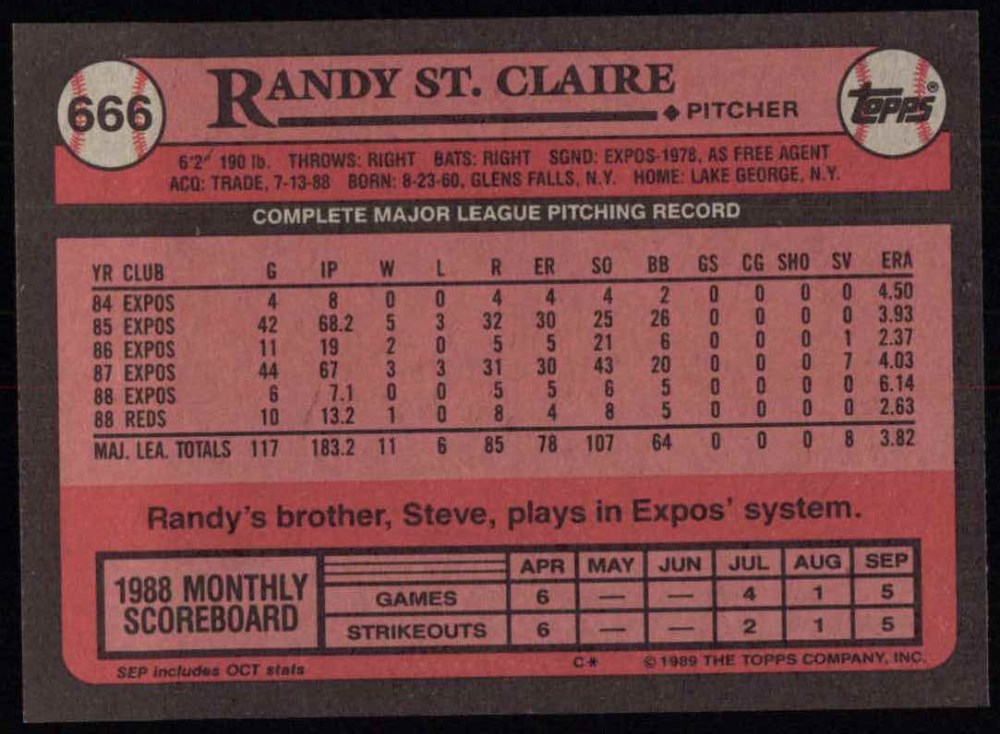 666
RANDY ST. CLAIRE
◆ PITCHER
TOPPS®
6'2" 190 lb. THROWS: RIGHT BATS: RIGHT SGND: EXPOS-1978, AS FREE AGENT
ACQ: TRADE, 7-13-88 BORN: 8-23-60, GLENS FALLS, N.Y. HOME: LAKE GEORGE, N.Y.
COMPLETE MAJOR LEAGUE PITCHING RECORD
YR CLUB G IP W L R ER SO BB GS CG SHO SV ERA
84 EXPOS 4 8 0 0 4 4 4 2 0 0 0 0 4.50
85 EXPOS 42 68.2 5 3 32 30 25 26 0 0 0 0 3.93
86 EXPOS 11 19 2 0 5 5 21 6 0 0 0 1 2.37
87 EXPOS 44 67 3 3 31 30 43 20 0 0 0 7 4.03
88 EXPOS 6 7.1 0 0 5 5 6 5 0 0 0 0 6.14
88 REDS 10 13.2 1 0 8 4 8 5 0 0 0 0 2.63
MAJ. LEA. TOTALS 117 183.2 11 6 85 78 107 64 0 0 0 8 3.82
Randy's brother, Steve, plays in Expos' system.
1988 MONTHLY
SCOREBOARD
APR MAY JUN JUL AUG SEP
GAMES 6 — — 4 1 5
STRIKEOUTS 6 — — 2 1 5
SEP includes OCT stats
C* © 1989 THE TOPPS COMPANY, INC.